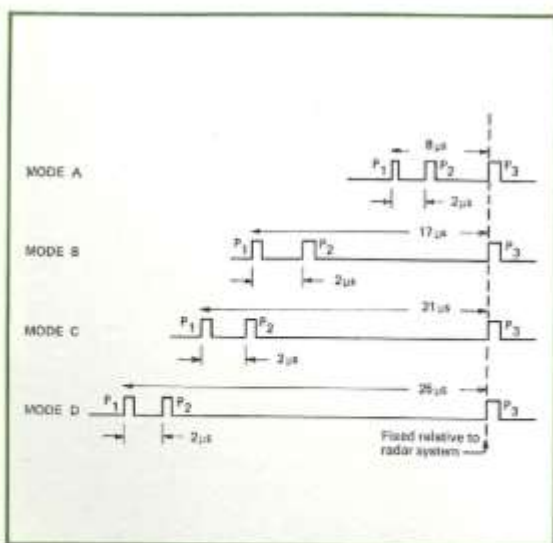 8µs
MODE A P1 P2 P3
2µs
17µs
MODE B P1 P2 P3
2µs
21µs
MODE C P1 P2 P3
2µs
25µs
MODE D P1 P2 P3
2µs
Fixed relative to
radar system